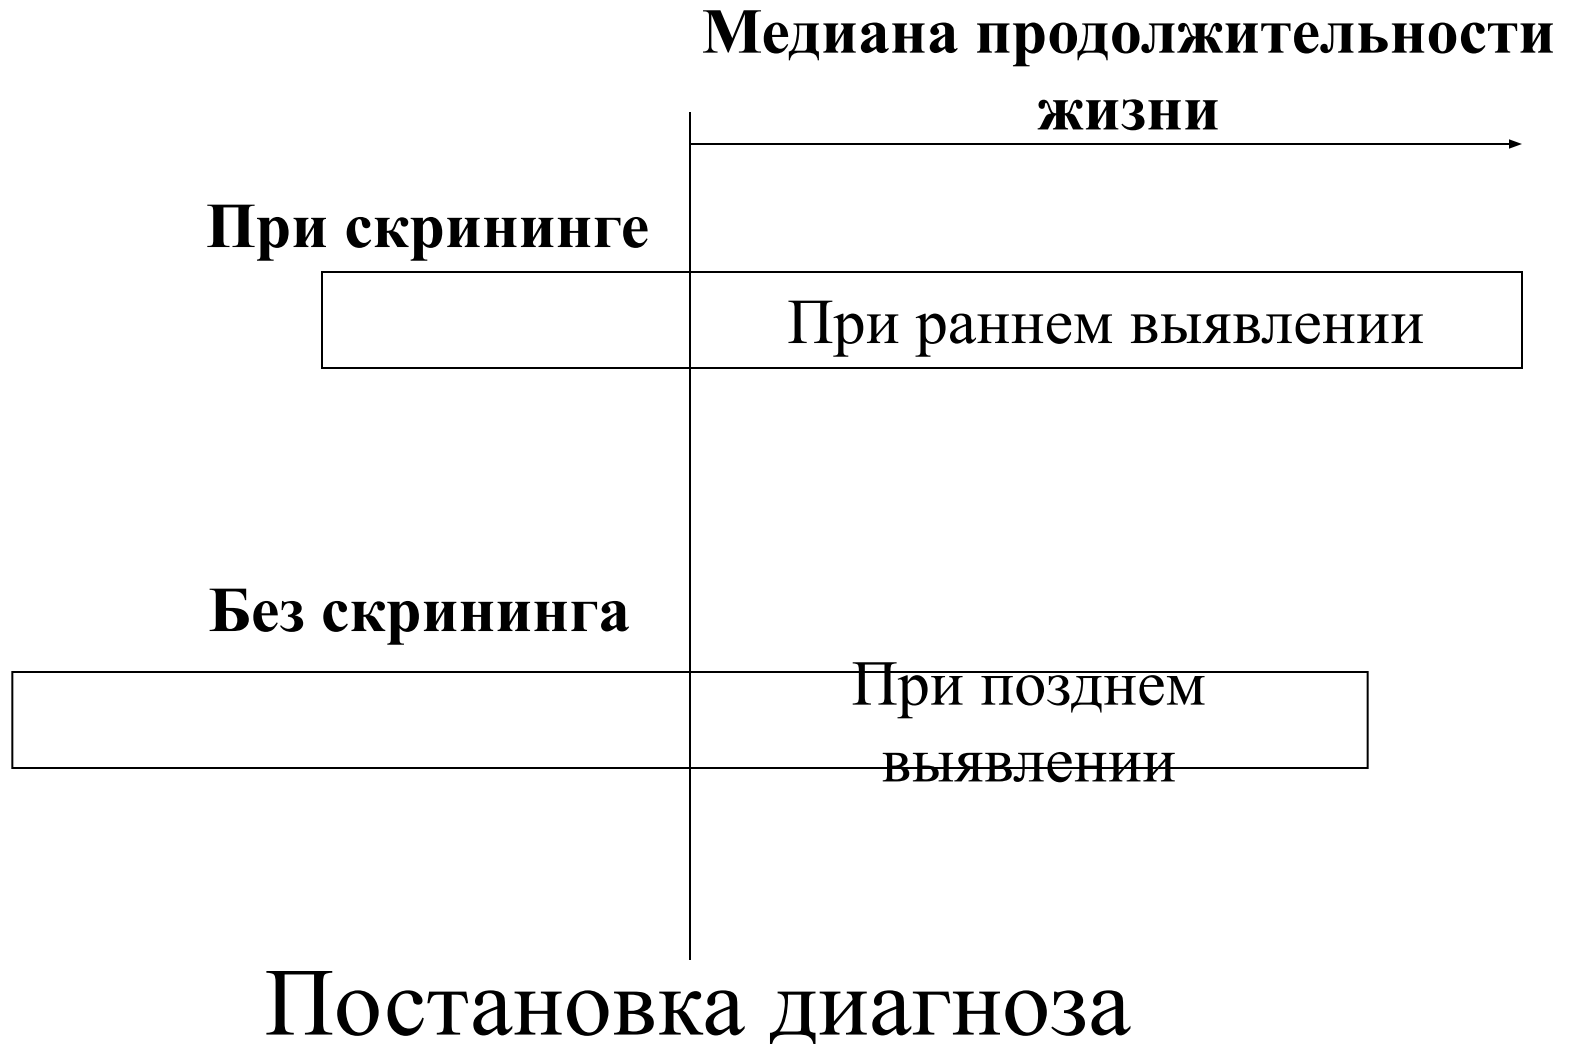 Медиана продолжительности
жизни
При скрининге
При раннем выявлении
Без скрининга
При позднем
выявлении
Постановка диагноза